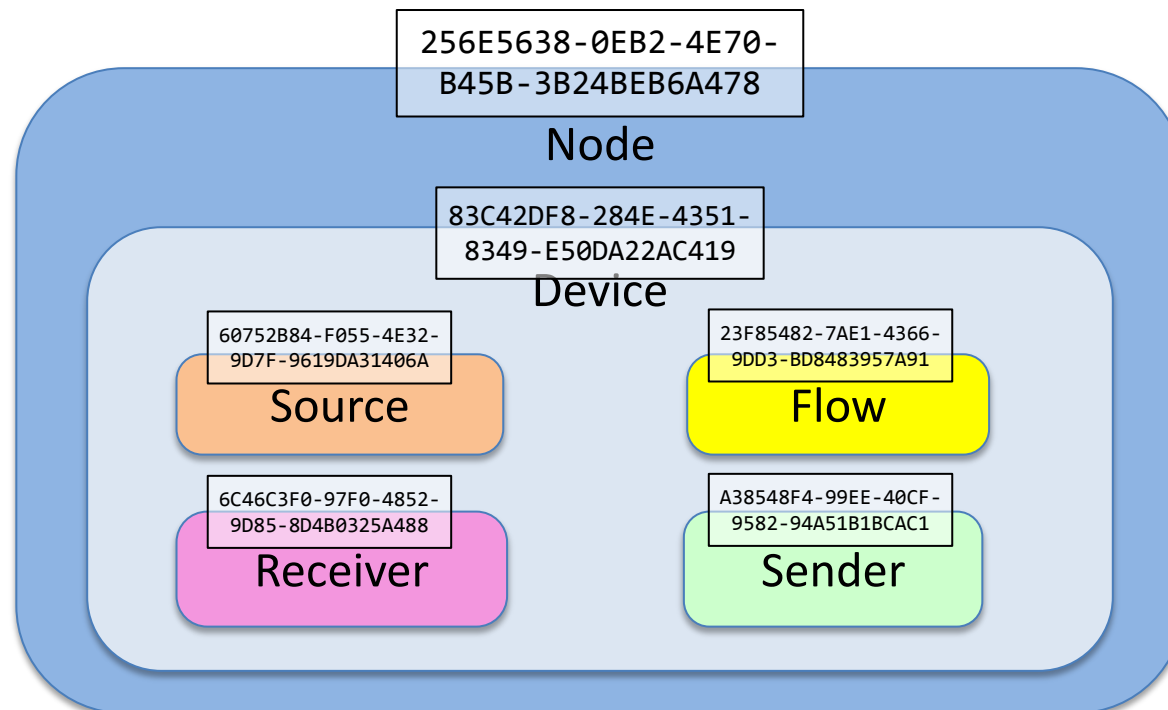 256E5638-0EB2-4E70-
B45B-3B24BEB6A478
Node
83C42DF8-284E-4351-
8349-E50DA22AC419
Device
60752B84-F055-4E32-
9D7F-9619DA31406A
Source
23F85482-7AE1-4366-
9DD3-BD8483957A91
Flow
6C46C3F0-97F0-4852-
9D85-8D4B0325A488
Receiver
A38548F4-99EE-40CF-
9582-94A51B1BCAC1
Sender